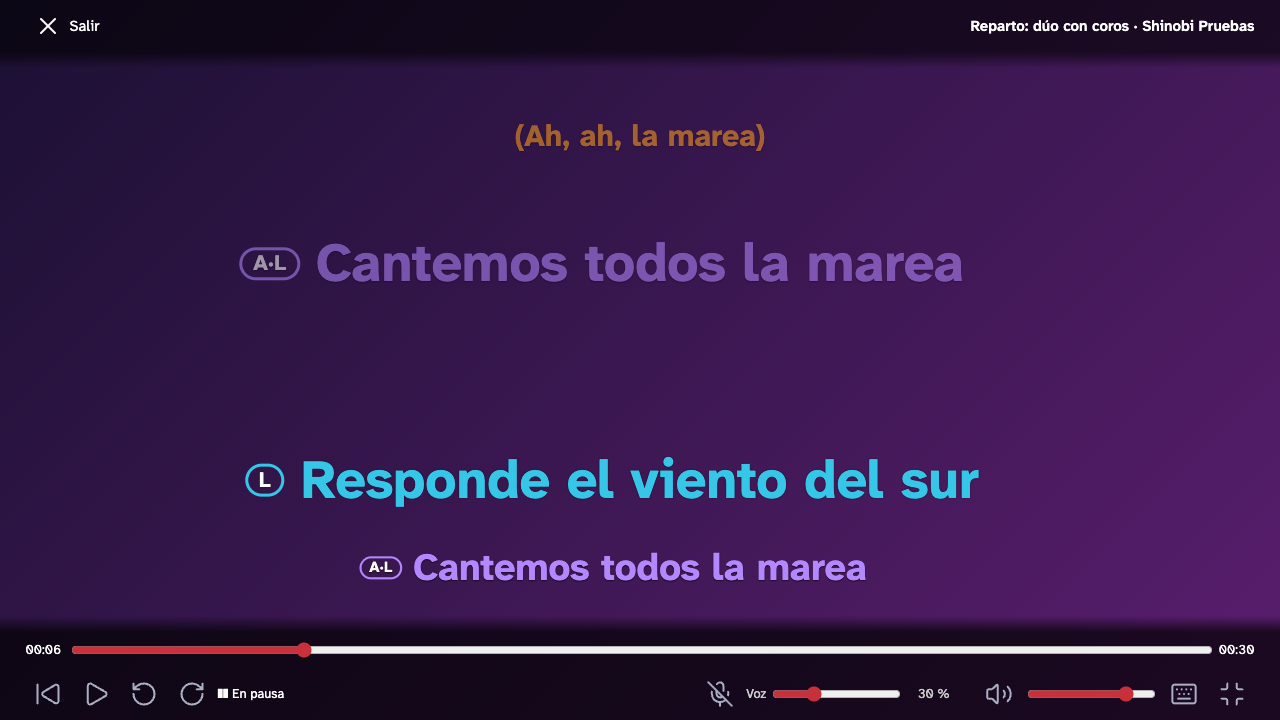 Salir
Reparto: dúo con coros · Shinobi Pruebas
(Ah, ah, la marea)
A·L Cantemos todos la marea
L Responde el viento del sur
A·L Cantemos todos la marea
00:06
00:30
En pausa
Voz
30 %